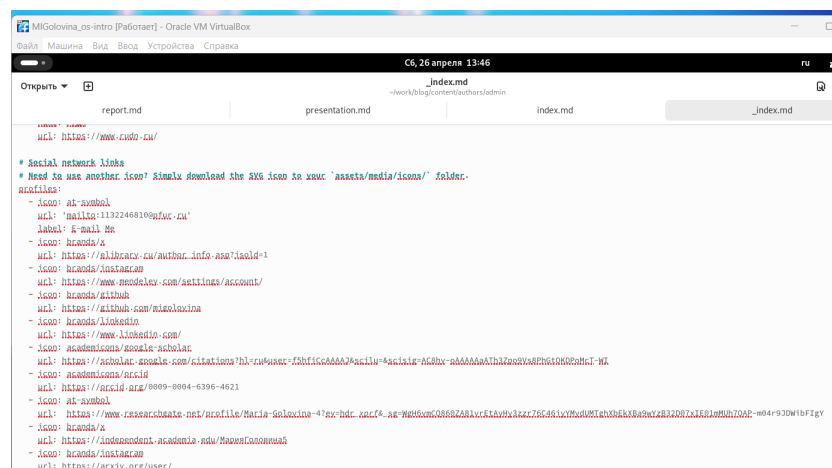 MIGolovina_os-intro [Работает] - Oracle VM VirtualBox
Файл Машина Вид Ввод Устройства Справка
Сб, 26 апреля 13:46
ru
Открыть
_index.md
~/work/blog/content/authors/admin
report.md presentation.md index.md _index.md
url: https://www.rudn.ru/
# Social network links
# Need to use another icon? Simply download the SVG icon to your `assets/media/icons/` folder.
profiles:
- icon: at-symbol
url: 'mailto:1132246810@pfur.ru'
label: E-mail Me
- icon: brands/x
url: https://elibrary.ru/author_info.asp?isold=1
- icon: brands/instagram
url: https://www.mendeley.com/settings/account/
- icon: brands/github
url: https://github.com/migolovina
- icon: brands/linkedin
url: https://www.linkedin.com/
- icon: academicons/google-scholar
- icon: academicons/orcid
url: https://orcid.org/0009-0004-6396-4621
- icon: at-symbol
- icon: brands/x
url: https://independent.academia.edu/МарияГоловина5
- icon: brands/instagram
url: https://arxiv.org/user/